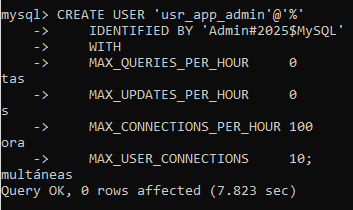 mysql> CREATE USER 'usr_app_admin'@'%'
    -> IDENTIFIED BY 'Admin#2025$MySQL'
    -> WITH
    -> MAX_QUERIES_PER_HOUR 0
tas
    -> MAX_UPDATES_PER_HOUR 0
s
    -> MAX_CONNECTIONS_PER_HOUR 100
ora
    -> MAX_USER_CONNECTIONS 10;
multáneas
Query OK, 0 rows affected (7.823 sec)